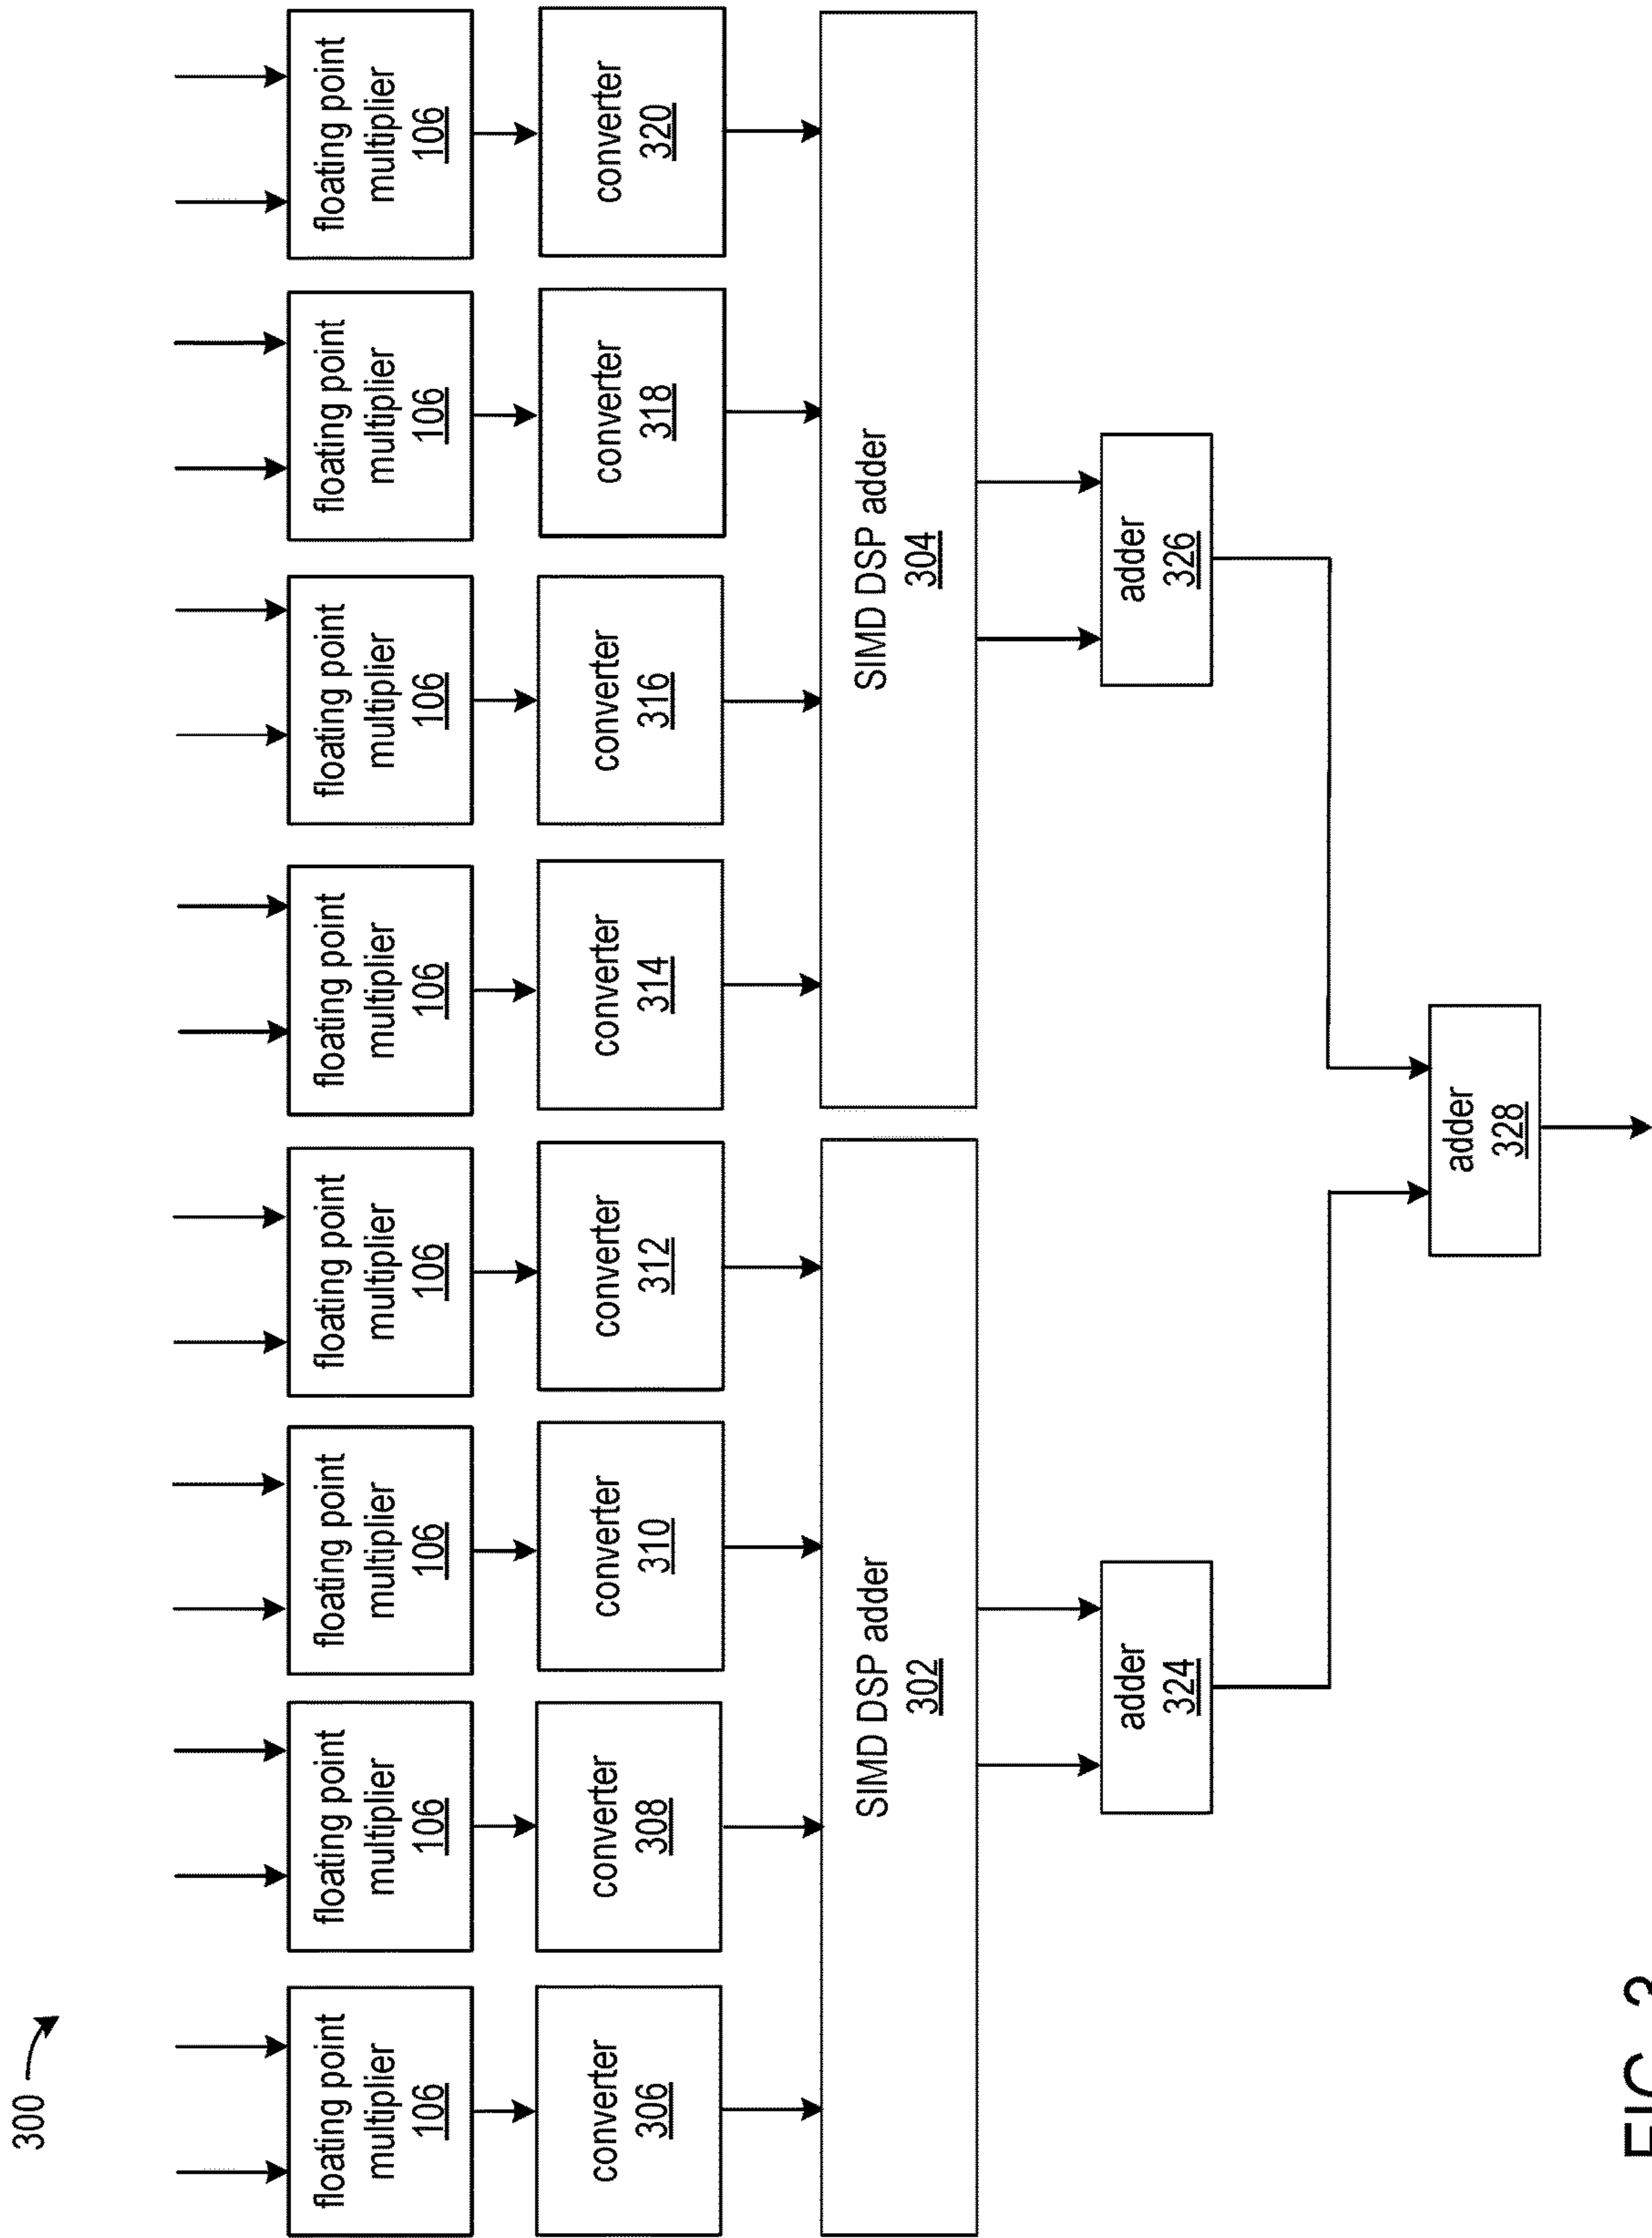 300
floating point
multiplier
106
floating point
multiplier
106
floating point
multiplier
106
floating point
multiplier
106
floating point
multiplier
106
floating point
multiplier
106
floating point
multiplier
106
floating point
multiplier
106
converter
306
converter
308
converter
310
converter
312
converter
314
converter
316
converter
318
converter
320
SIMD DSP adder
302
SIMD DSP adder
304
adder
324
adder
326
adder
328
FIG. 3